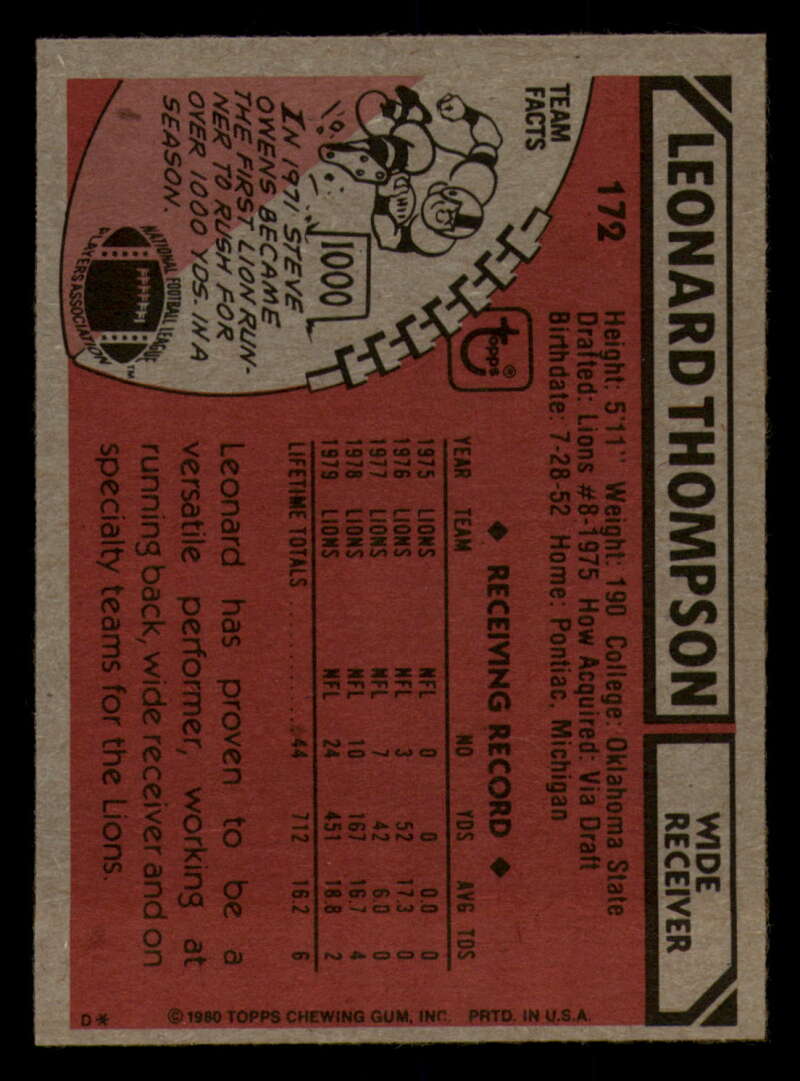 LEONARD THOMPSON
WIDE
RECEIVER
172
Height: 5'11" Weight: 190 College: Oklahoma State
Drafted: Lions #8-1975 How Acquired: Via Draft
Birthdate: 7-28-52 Home: Pontiac, Michigan
TEAM
FACTS
1000
IN 1971 STEVE
OWENS BECAME
THE FIRST LION RUN-
NER TO RUSH FOR
OVER 1000 YDS. IN A
SEASON.
NATIONAL FOOTBALL LEAGUE
PLAYERS ASSOCIATION™
topps®
◆ RECEIVING RECORD ◆
YEAR TEAM NO YDS AVG TDS
1975 LIONS NFL 0 0 0.0 0
1976 LIONS NFL 3 52 17.3 0
1977 LIONS NFL 7 42 6.0 0
1978 LIONS NFL 10 167 16.7 4
1979 LIONS NFL 24 451 18.8 2
LIFETIME TOTALS .......... 44 712 16.2 6
Leonard has proven to be a
versatile performer, working at
running back, wide receiver and on
specialty teams for the Lions.
© 1980 TOPPS CHEWING GUM, INC. PRTD. IN U.S.A.
D*